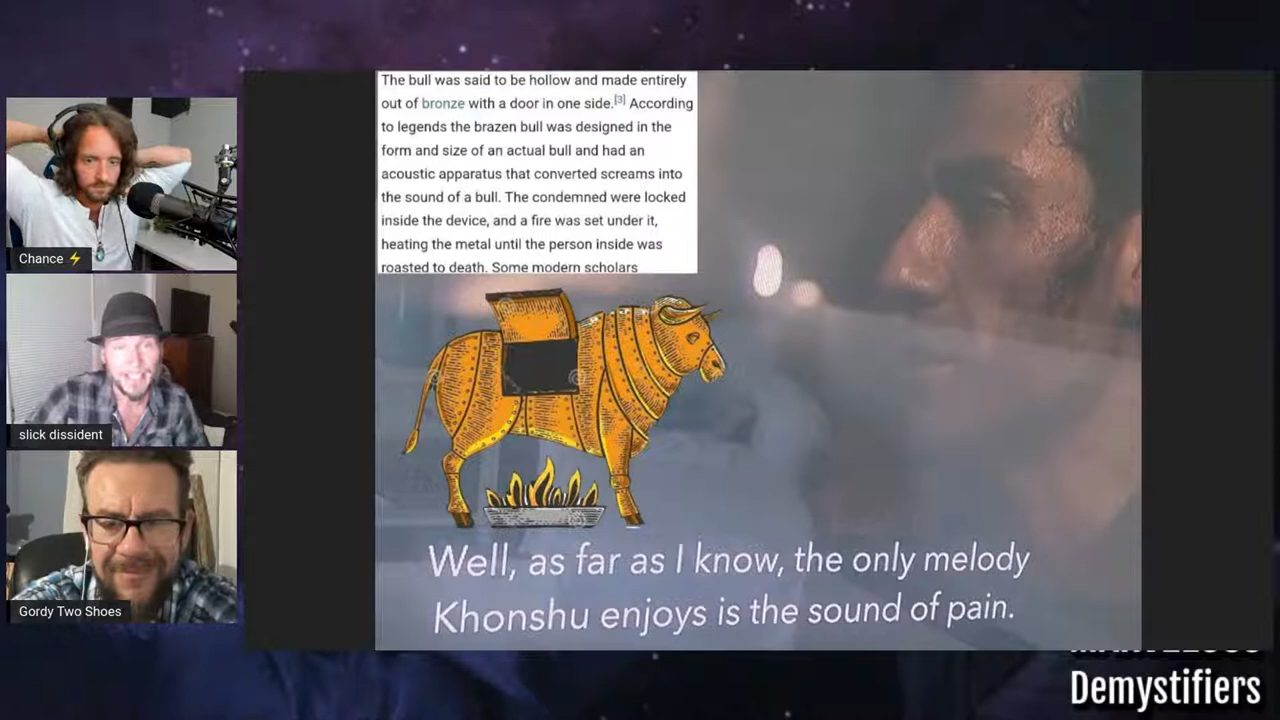 The bull was said to be hollow and made entirely
out of bronze with a door in one side.[3] According
to legends the brazen bull was designed in the
form and size of an actual bull and had an
acoustic apparatus that converted screams into
the sound of a bull. The condemned were locked
inside the device, and a fire was set under it,
heating the metal until the person inside was
roasted to death. Some modern scholars
Chance ⚡
slick dissident
Gordy Two Shoes
Well, as far as I know, the only melody
Khonshu enjoys is the sound of pain.
Demystifiers